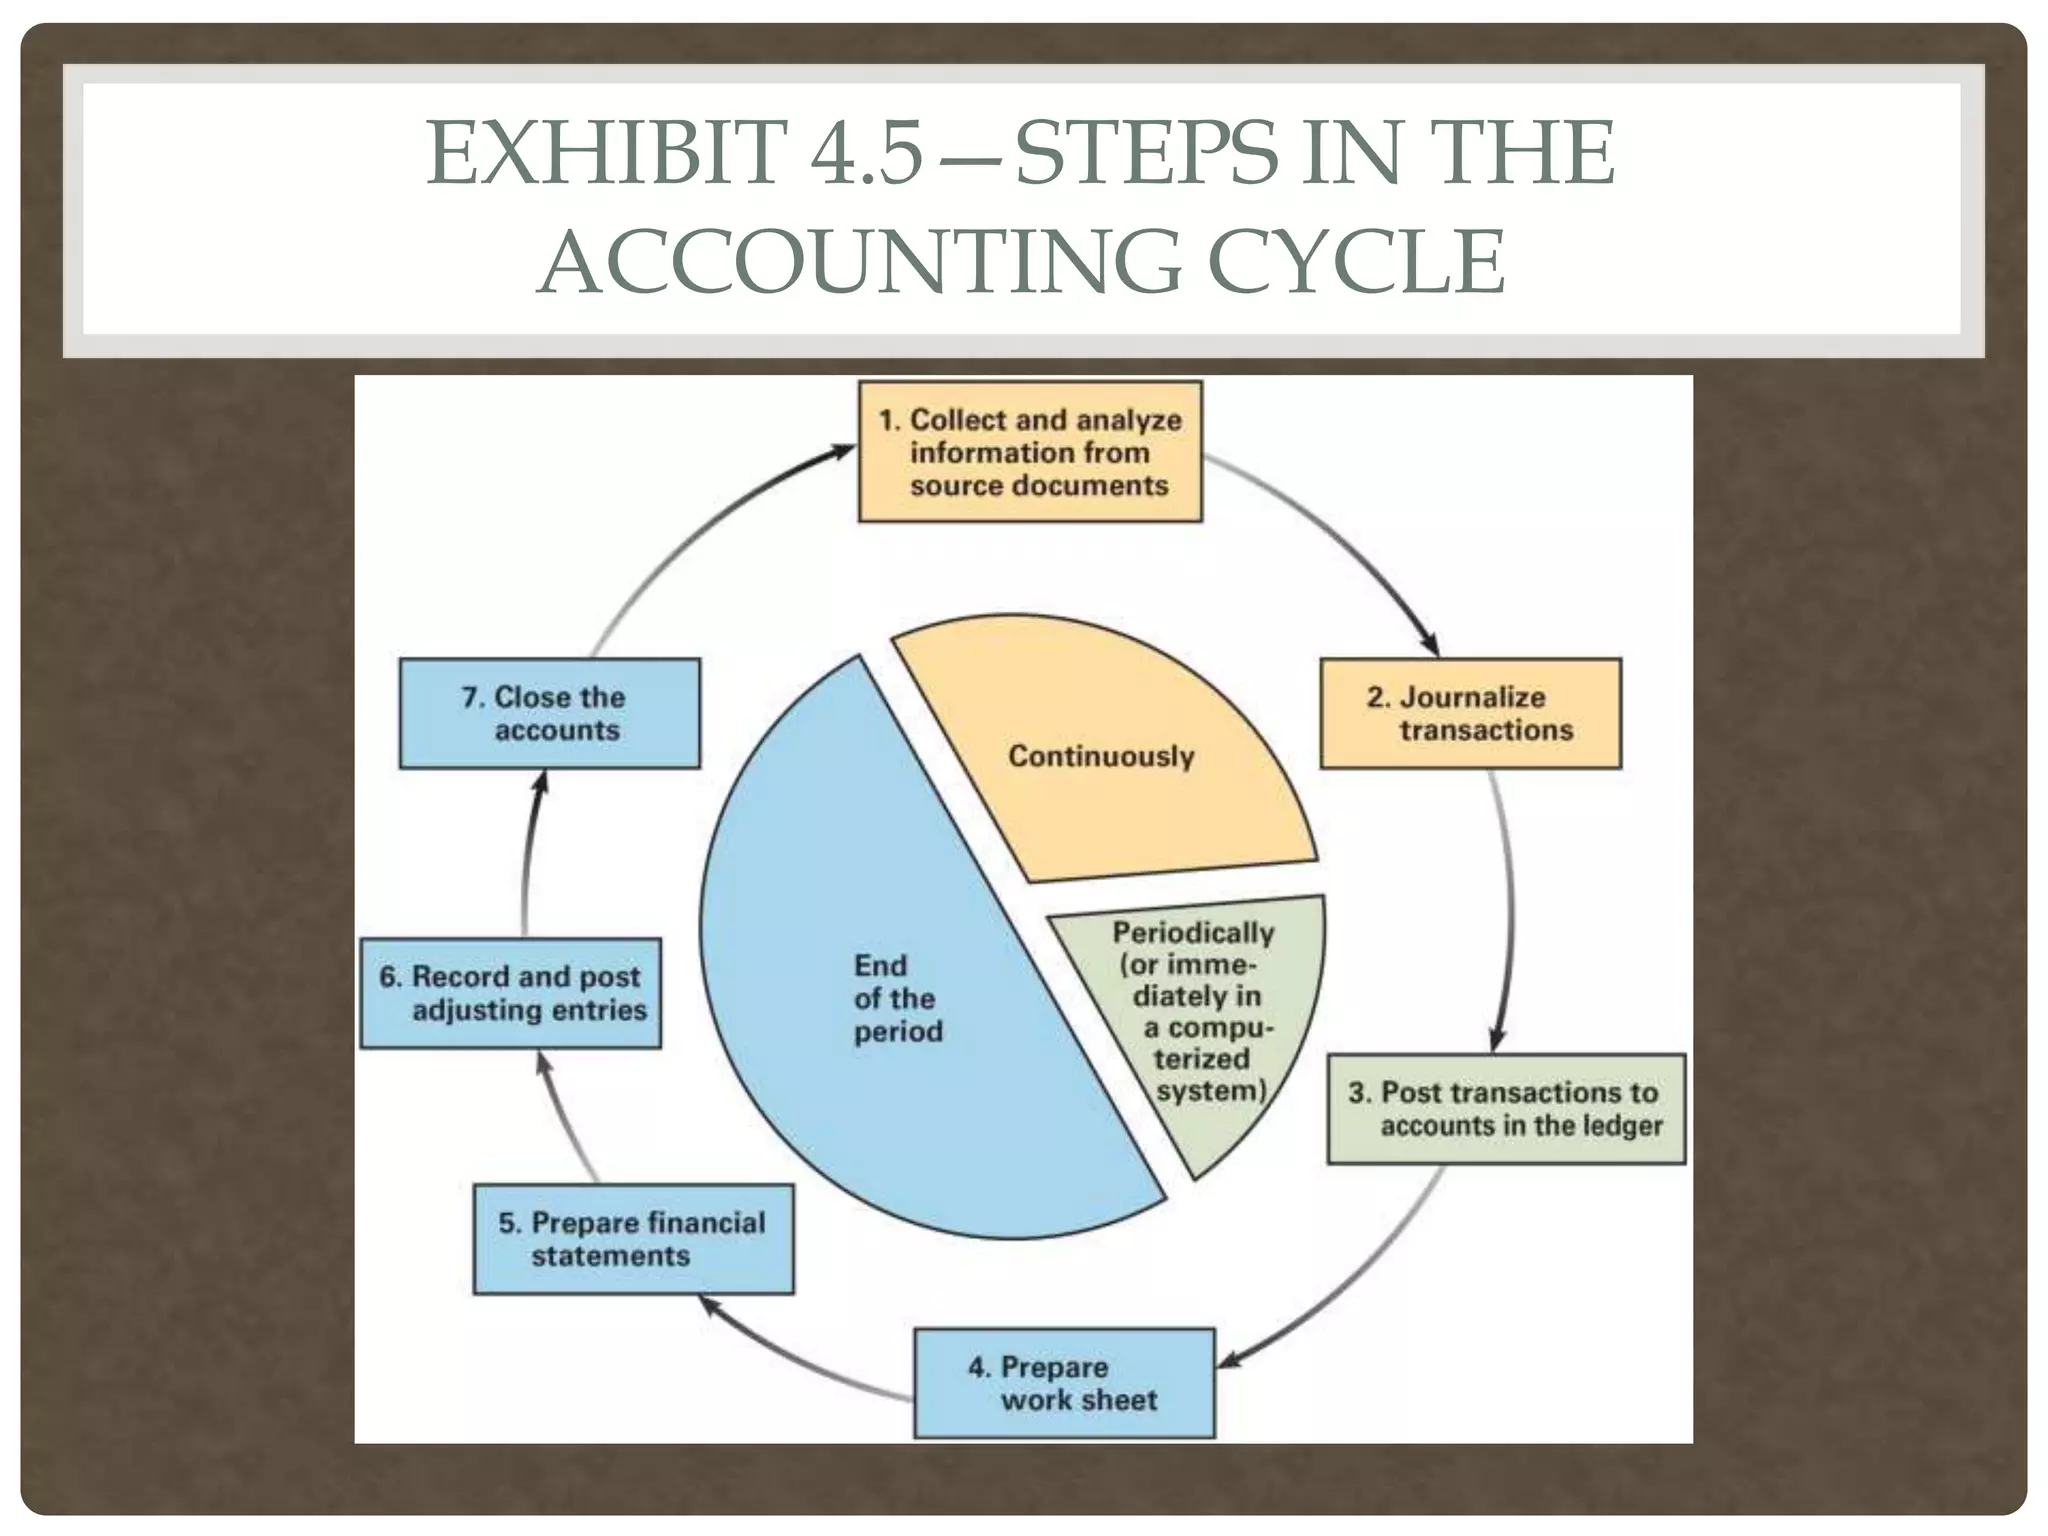 EXHIBIT 4.5—STEPS IN THE
ACCOUNTING CYCLE
1. Collect and analyze
information from
source documents
2. Journalize
transactions
3. Post transactions to
accounts in the ledger
4. Prepare
work sheet
5. Prepare financial
statements
6. Record and post
adjusting entries
7. Close the
accounts
Continuously
Periodically
(or imme-
diately in
a compu-
terized
system)
End
of the
period